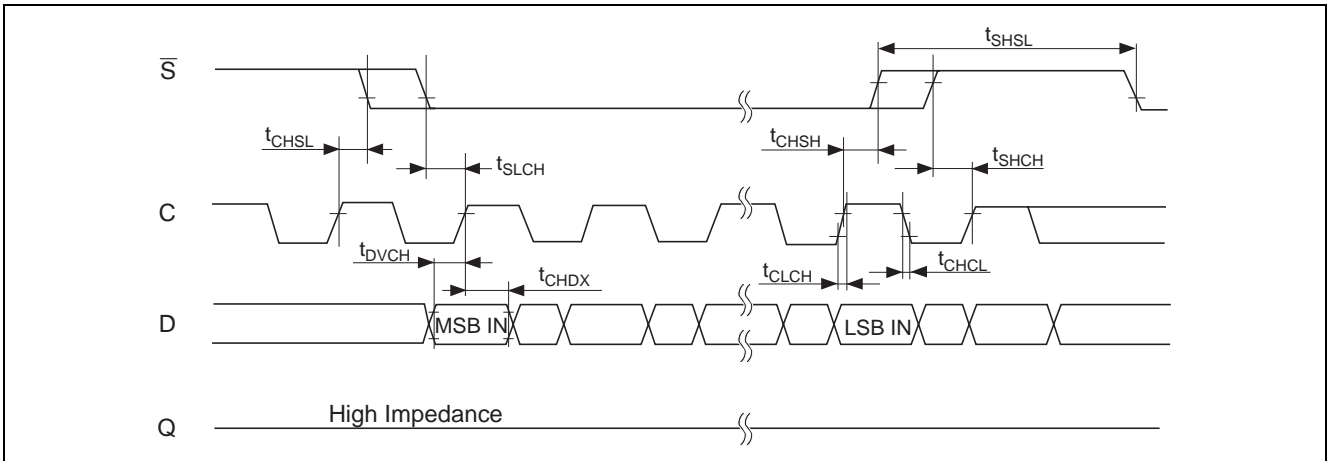 tSHSL
S̅
tCHSL
tSLCH
tCHSH
tSHCH
C
tDVCH
tCHDX
tCLCH
tCHCL
D
MSB IN
LSB IN
High Impedance
Q